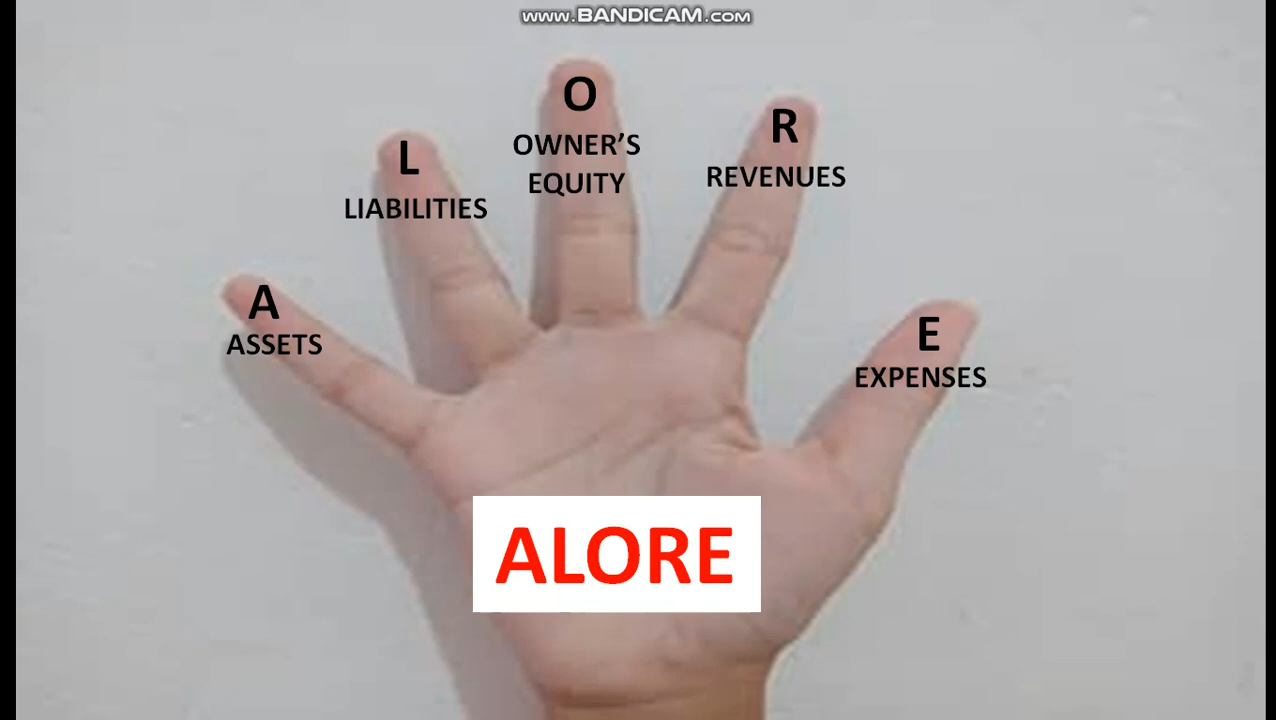 www.BANDICAM.com
O
OWNER'S
EQUITY
R
REVENUES
L
LIABILITIES
A
ASSETS
E
EXPENSES
ALORE